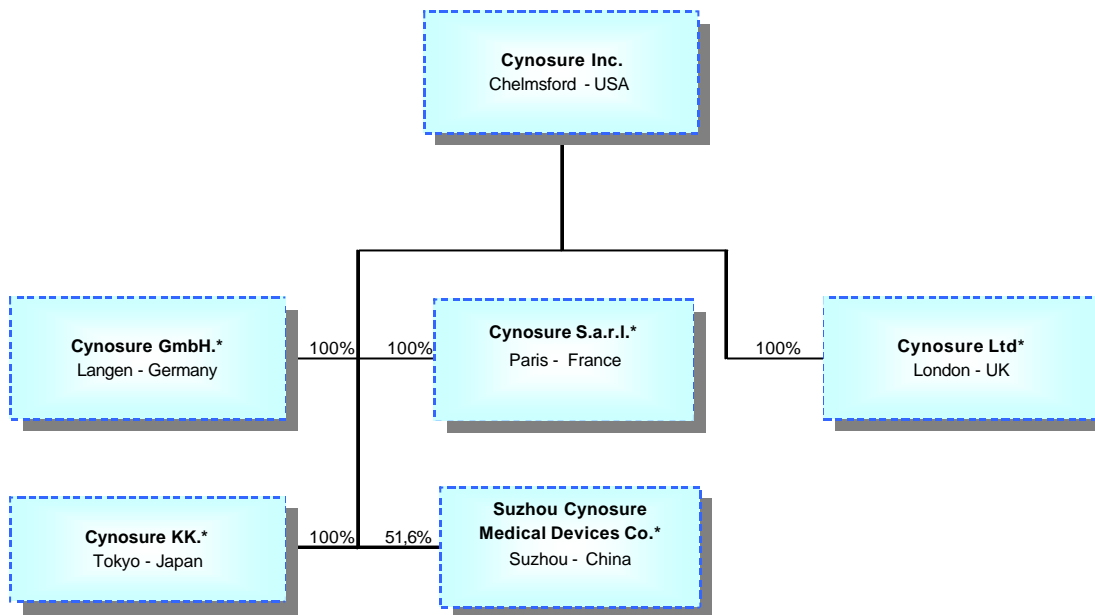 Cynosure Inc.
Chelmsford - USA
Cynosure GmbH.*
Langen - Germany
100%
100%
Cynosure S.a.r.l.*
Paris - France
100%
Cynosure Ltd*
London - UK
Cynosure KK.*
Tokyo - Japan
100%
51,6%
Suzhou Cynosure
Medical Devices Co.*
Suzhou - China